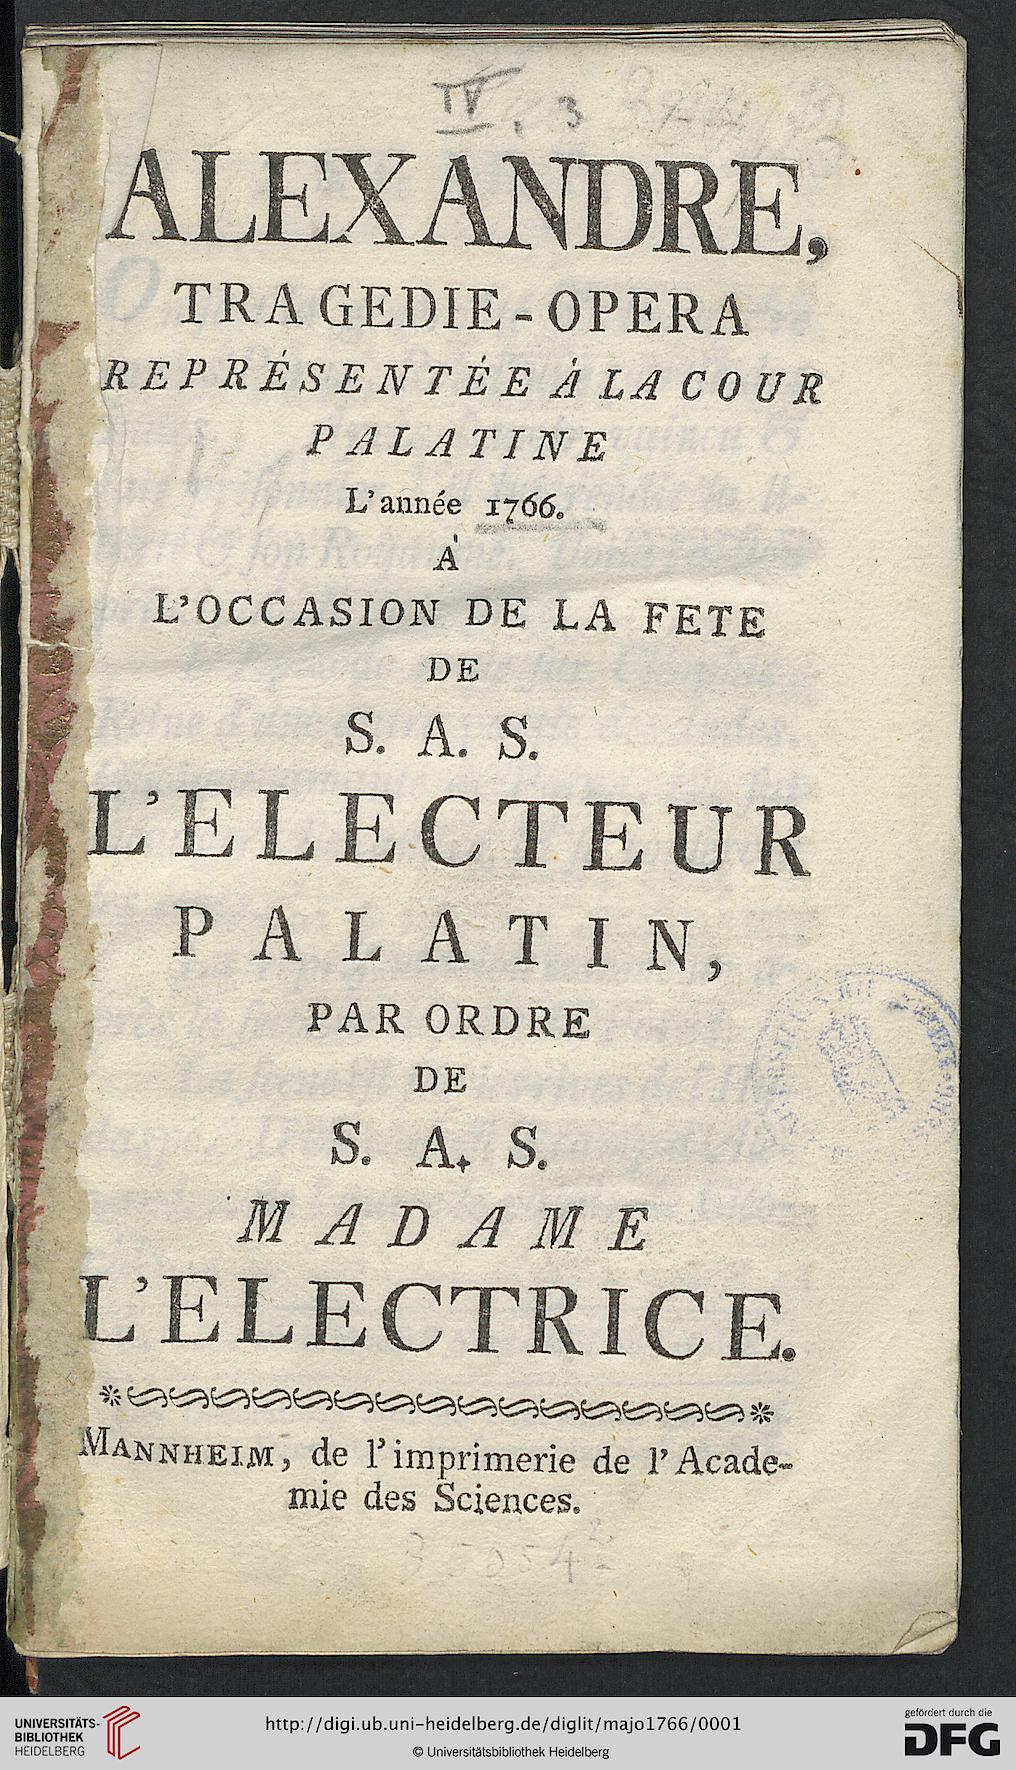 IV. 3
ALEXANDRE,
TRAGEDIE-OPERA
REPRÉSENTÉE À LA COUR
PALATINE
L'année 1766.
À
L'OCCASION DE LA FETE
DE
S. A. S.
L'ELECTEUR
PALATIN,
PAR ORDRE
DE
S. A. S.
MADAME
L'ELECTRICE.
MANNHEIM, de l'imprimerie de l'Acade-
mie des Sciences.
UNIVERSITÄTS-
BIBLIOTHEK
HEIDELBERG
http://digi.ub.uni-heidelberg.de/diglit/majo1766/0001
© Universitätsbibliothek Heidelberg
gefördert durch die
DFG